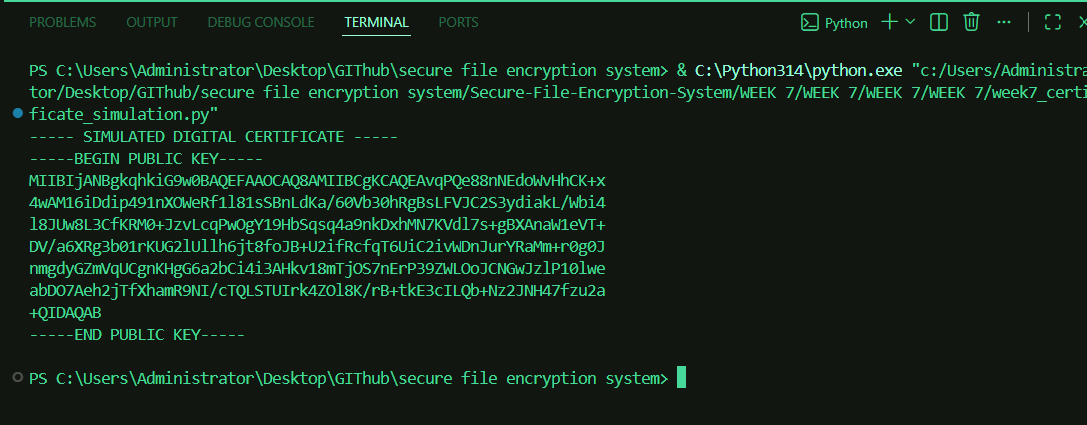 PROBLEMS OUTPUT DEBUG CONSOLE TERMINAL PORTS Python
PS C:\Users\Administrator\Desktop\GIThub\secure file encryption system> & C:\Python314\python.exe "c:/Users/Administra
tor/Desktop/GIThub/secure file encryption system/Secure-File-Encryption-System/WEEK 7/WEEK 7/WEEK 7/WEEK 7/week7_certi
ficate_simulation.py"
----- SIMULATED DIGITAL CERTIFICATE -----
-----BEGIN PUBLIC KEY-----
MIIBIjANBgkqhkiG9w0BAQEFAAOCAQ8AMIIBCgKCAQEAvqPQe88nNEdoWvHhCK+x
4wAM16iDdip491nXOWeRf1l81sSBnLdKa/60Vb30hRgBsLFVJC2S3ydiakL/Wbi4
l8JUw8L3CfKRM0+JzvLcqPwOgY19HbSqsq4a9nkDxhMN7KVdl7s+gBXAnaW1eVT+
DV/a6XRg3b01rKUG2lUllh6jt8foJB+U2ifRcfqT6UiC2ivWDnJurYRaMm+r0g0J
nmgdyGZmVqUCgnKHgG6a2bCi4i3AHkv18mTjOS7nErP39ZWLOoJCNGwJzlP10lwe
abDO7Aeh2jTfXhamR9NI/cTQLSTUIrk4ZOl8K/rB+tkE3cILQb+Nz2JNH47fzu2a
+QIDAQAB
-----END PUBLIC KEY-----
PS C:\Users\Administrator\Desktop\GIThub\secure file encryption system>